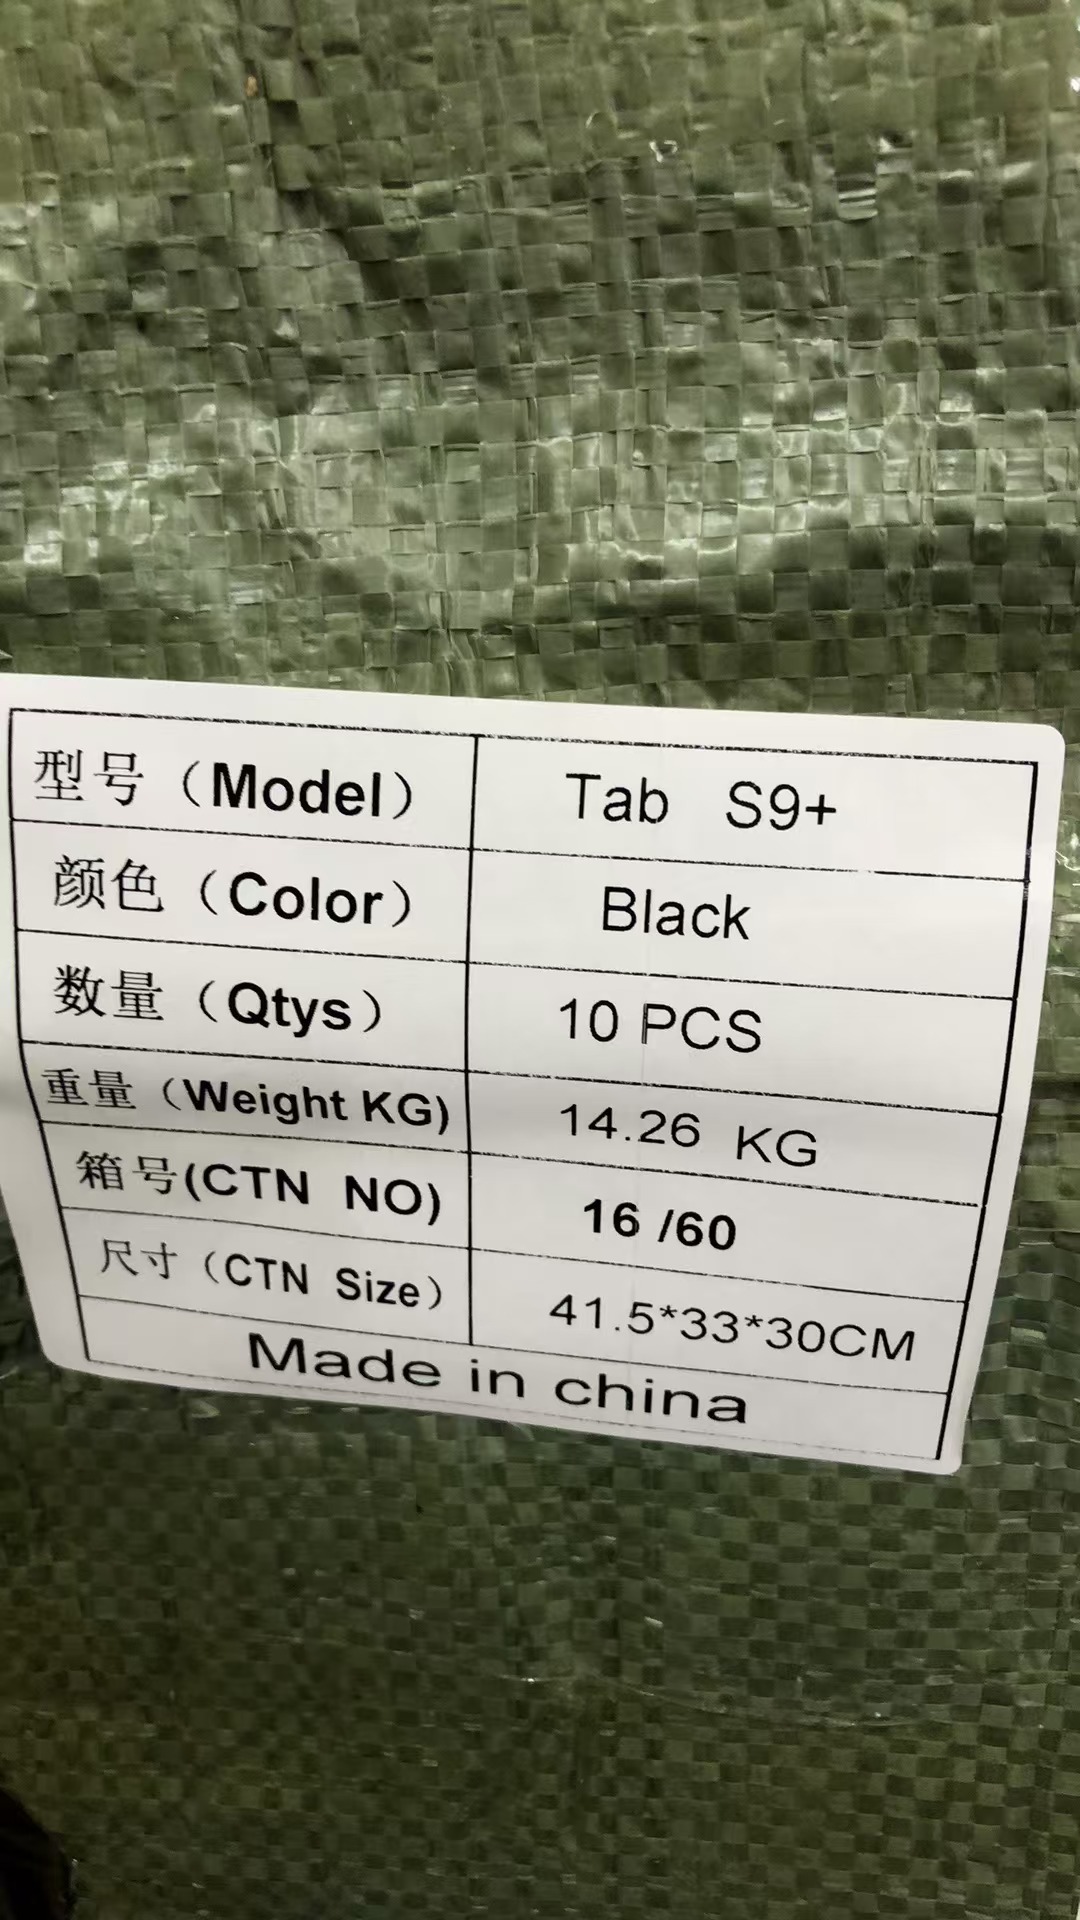 型号（Model） Tab S9+
颜色（Color） Black
数量（Qtys） 10 PCS
重量（Weight KG) 14.26 KG
箱号(CTN NO) 16 /60
尺寸（CTN Size） 41.5*33*30CM
Made in china